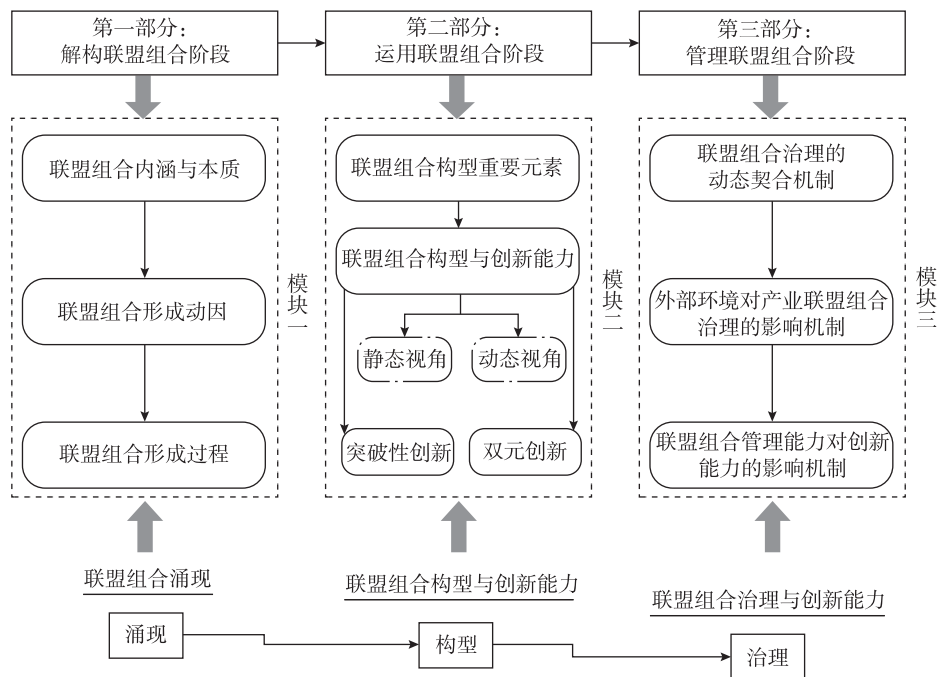 第一部分：
解构联盟组合阶段
第二部分：
运用联盟组合阶段
第三部分：
管理联盟组合阶段
联盟组合内涵与本质
联盟组合形成动因
联盟组合形成过程
模块一
联盟组合构型重要元素
联盟组合构型与创新能力
静态视角
动态视角
突破性创新
双元创新
模块二
联盟组合治理的
动态契合机制
外部环境对产业联盟组合
治理的影响机制
联盟组合管理能力对创新
能力的影响机制
模块三
联盟组合涌现
联盟组合构型与创新能力
联盟组合治理与创新能力
涌现
构型
治理